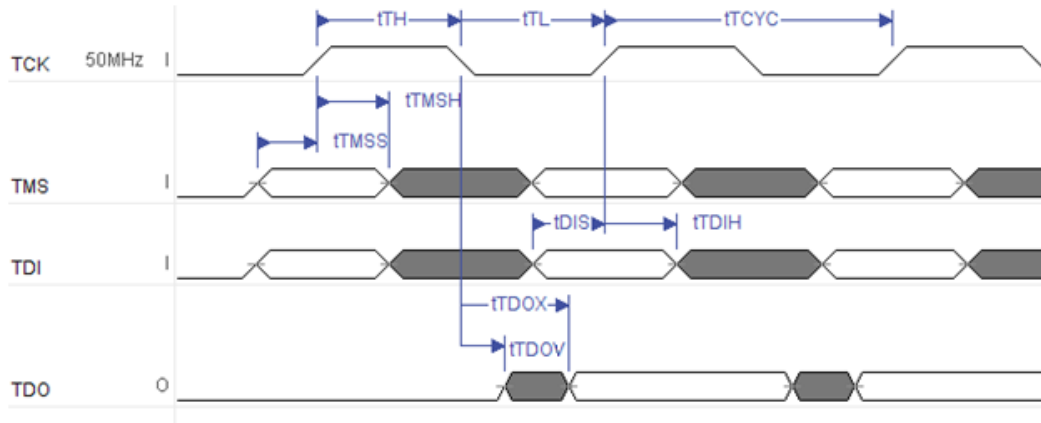 tTH tTL tTCYC
TCK 50MHz I
tTMSH
tTMSS
TMS I
tDIS tTDIH
TDI I
tTDOX
tTDOV
TDO O